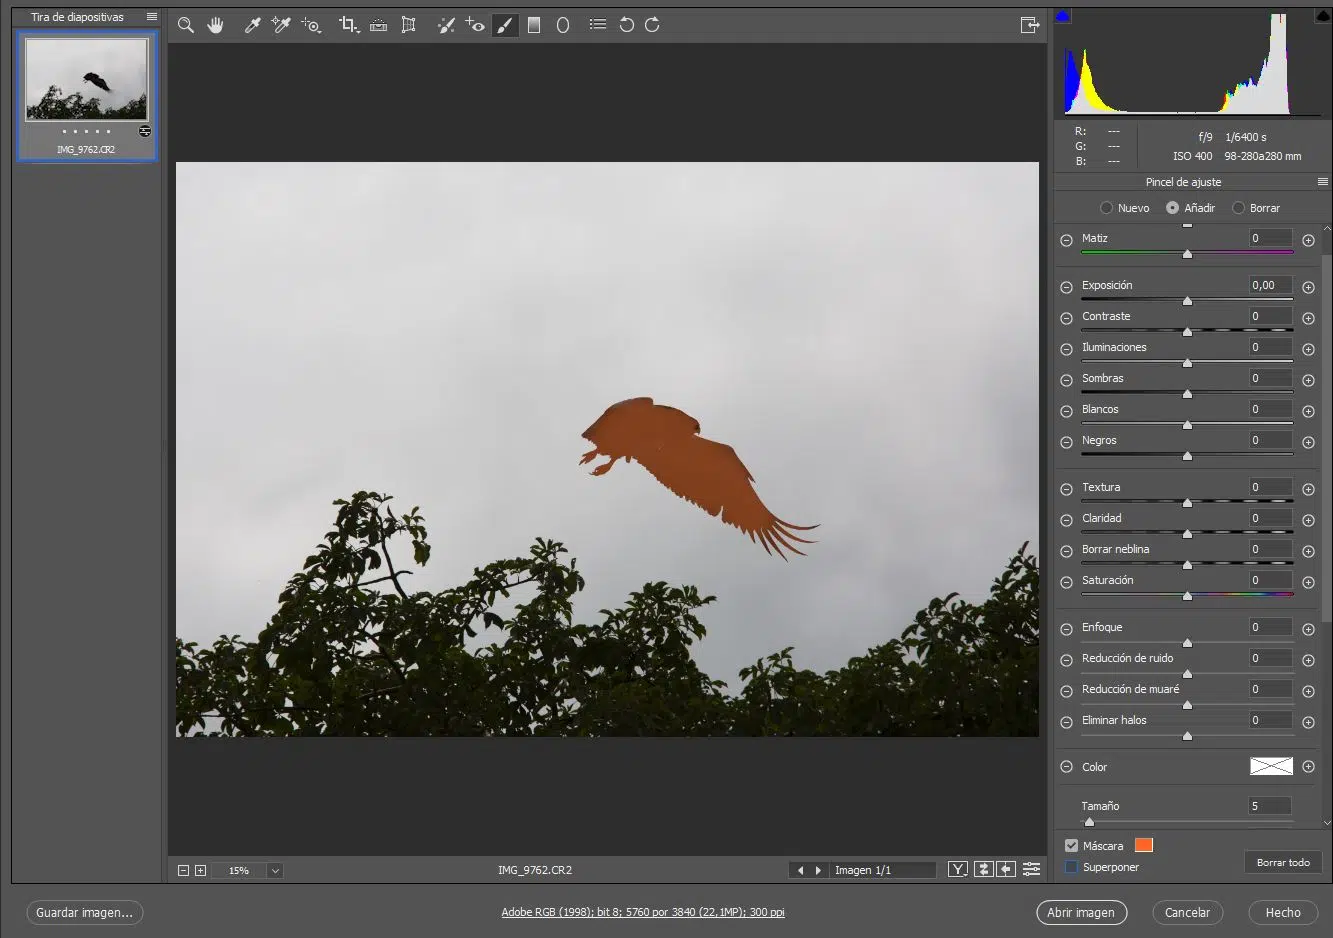 Tira de diapositivas
IMG_9762.CR2
R: ---
G: ---
B: ---
f/9 1/6400 s
ISO 400 98-280a280 mm
Pincel de ajuste
Nuevo Añadir Borrar
Matiz 0
Exposición 0,00
Contraste 0
Iluminaciones 0
Sombras 0
Blancos 0
Negros 0
Textura 0
Claridad 0
Borrar neblina 0
Saturación 0
Enfoque 0
Reducción de ruido 0
Reducción de muaré 0
Eliminar halos 0
Color
Tamaño 5
Máscara
Superponer
Borrar todo
15%
IMG_9762.CR2
Imagen 1/1
Y
Guardar imagen...
Adobe RGB (1998); bit 8; 5760 por 3840 (22,1MP); 300 ppi
Abrir imagen
Cancelar
Hecho